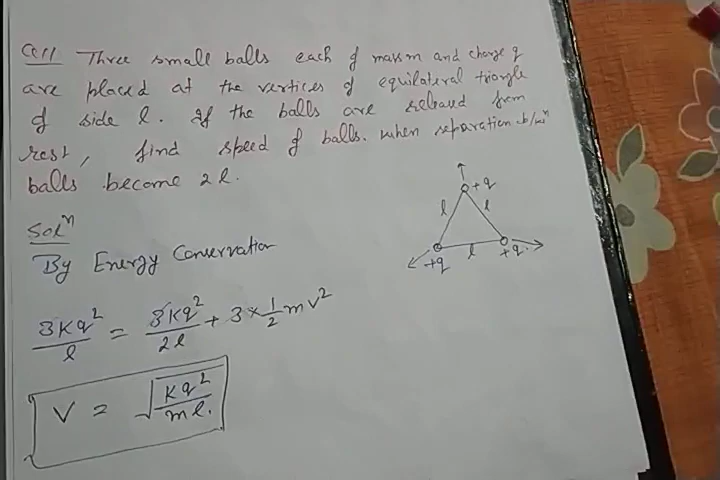 Three small balls each of mass m and charge q
are placed at the vertices of equilateral triangle
of side l. If the balls are released from
rest, find speed of balls. when separation b/wn
balls become 2l.
+q
l l
l
+q +q
Solⁿ
By Energy Conservation
3Kq²/l = 3Kq²/2l + 3×1/2 mv²
V = √(Kq²/ml)